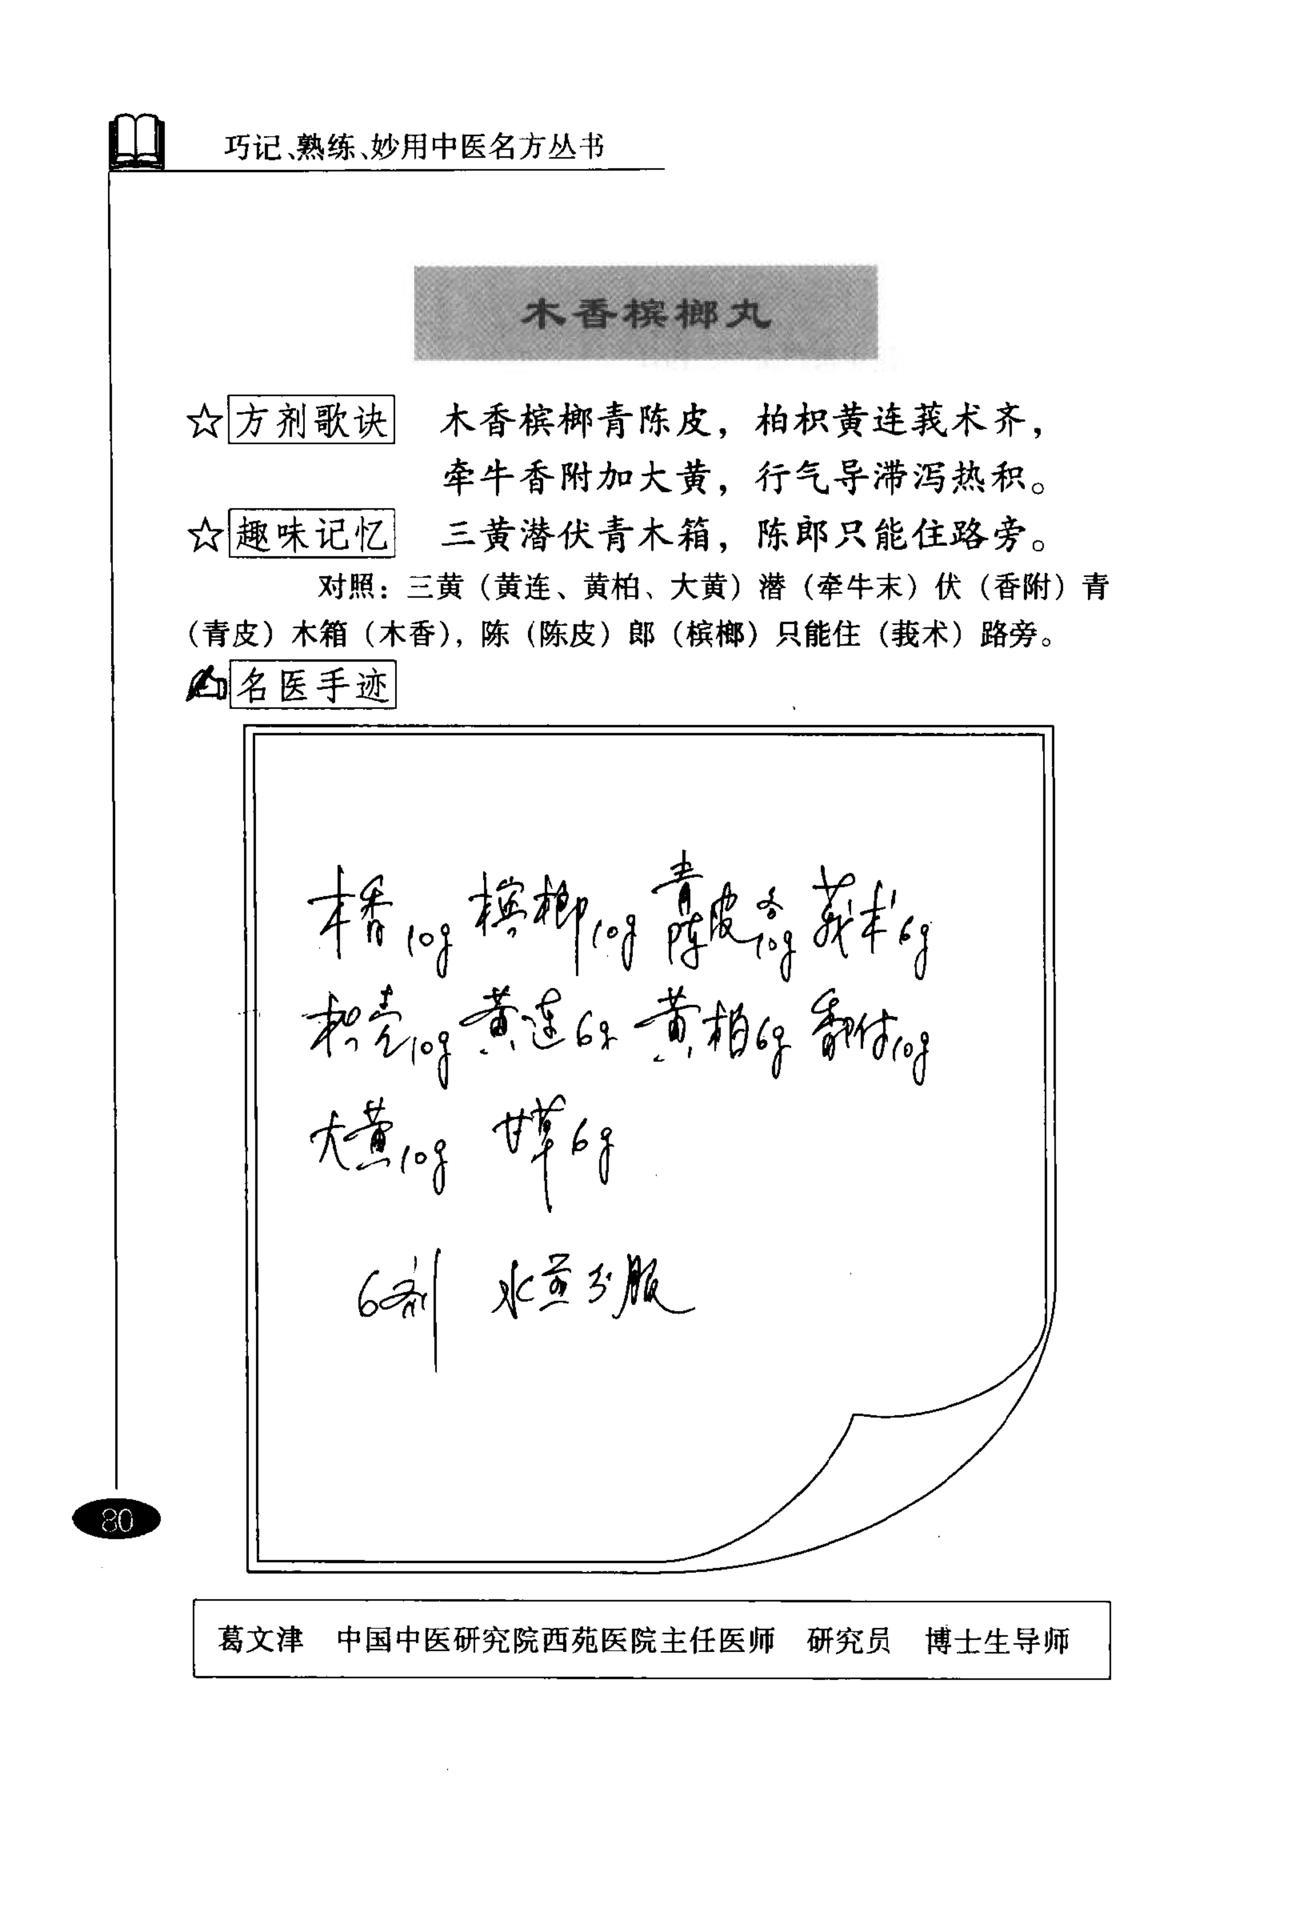 巧记、熟练、妙用中医名方丛书
木香槟榔丸
☆方剂歌诀 木香槟榔青陈皮，柏枳黄连莪术齐，
牵牛香附加大黄，行气导滞泻热积。
☆趣味记忆 三黄潜伏青木箱，陈郎只能住路旁。
对照：三黄（黄连、黄柏、大黄）潜（牵牛末）伏（香附）青
（青皮）木箱（木香），陈（陈皮）郎（槟榔）只能住（莪术）路旁。
名医手迹
木香10g 槟榔10g 青陈皮各10g 莪术6g
枳壳10g 黄连6g 黄柏6g 香附10g
大黄10g 甘草6g
6剂 水煎分服
80
葛文津 中国中医研究院西苑医院主任医师 研究员 博士生导师